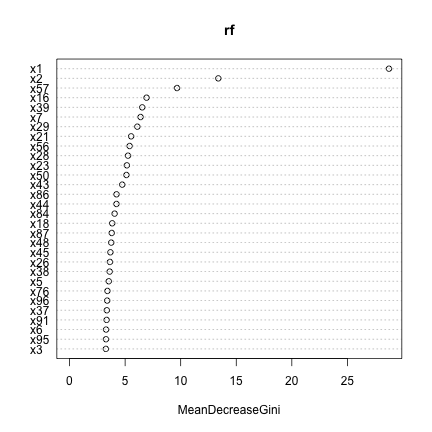 rf
x1
x2
x57
x16
x39
x7
x29
x21
x56
x28
x23
x50
x43
x86
x44
x84
x18
x87
x48
x45
x26
x38
x5
x76
x96
x37
x91
x6
x95
x3
0 5 10 15 20 25
MeanDecreaseGini